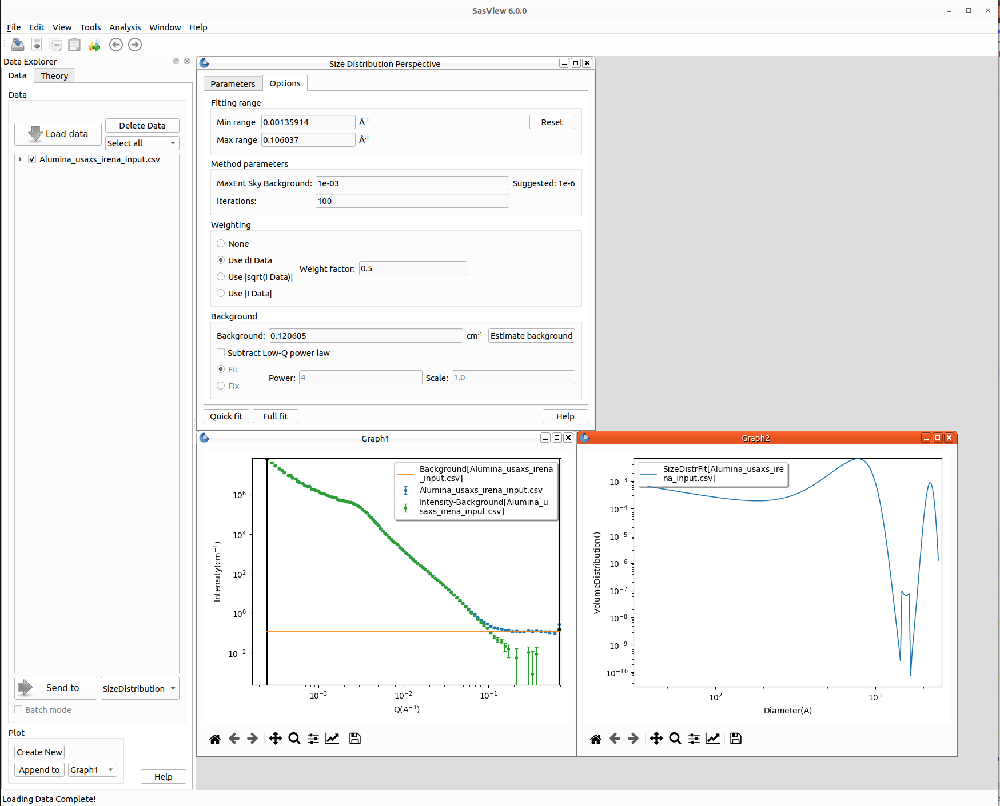 SasView 6.0.0
File Edit View Tools Analysis Window Help
Data Explorer
Data Theory
Data
Load data
Delete Data
Select all
Alumina_usaxs_irena_input.csv
Send to
SizeDistribution
Batch mode
Plot
Create New
Append to Graph1
Help
Loading Data Complete!
Size Distribution Perspective
Parameters Options
Fitting range
Min range 0.00135914 Å-1 Reset
Max range 0.106037 Å-1
Method parameters
MaxEnt Sky Background: 1e-03 Suggested: 1e-6
Iterations: 100
Weighting
None
Use dI Data
Weight factor: 0.5
Use |sqrt(I Data)|
Use |I Data|
Background
Background: 0.120605 cm-1 Estimate background
Subtract Low-Q power law
Fit
Power: 4 Scale: 1.0
Fix
Quick fit Full fit Help
Graph1
Background[Alumina_usaxs_irena
_input.csv]
Alumina_usaxs_irena_input.csv
Intensity-Background[Alumina_u
saxs_irena_input.csv]
Intensity(cm−1)
10^6
10^4
10^2
10^0
10^−2
10^−3 10^−2 10^−1
Q(A−1)
Graph2
SizeDistrFit[Alumina_usaxs_ire
na_input.csv]
VolumeDistribution()
10^−3
10^−4
10^−5
10^−6
10^−7
10^−8
10^−9
10^−10
10^2 10^3
Diameter(A)